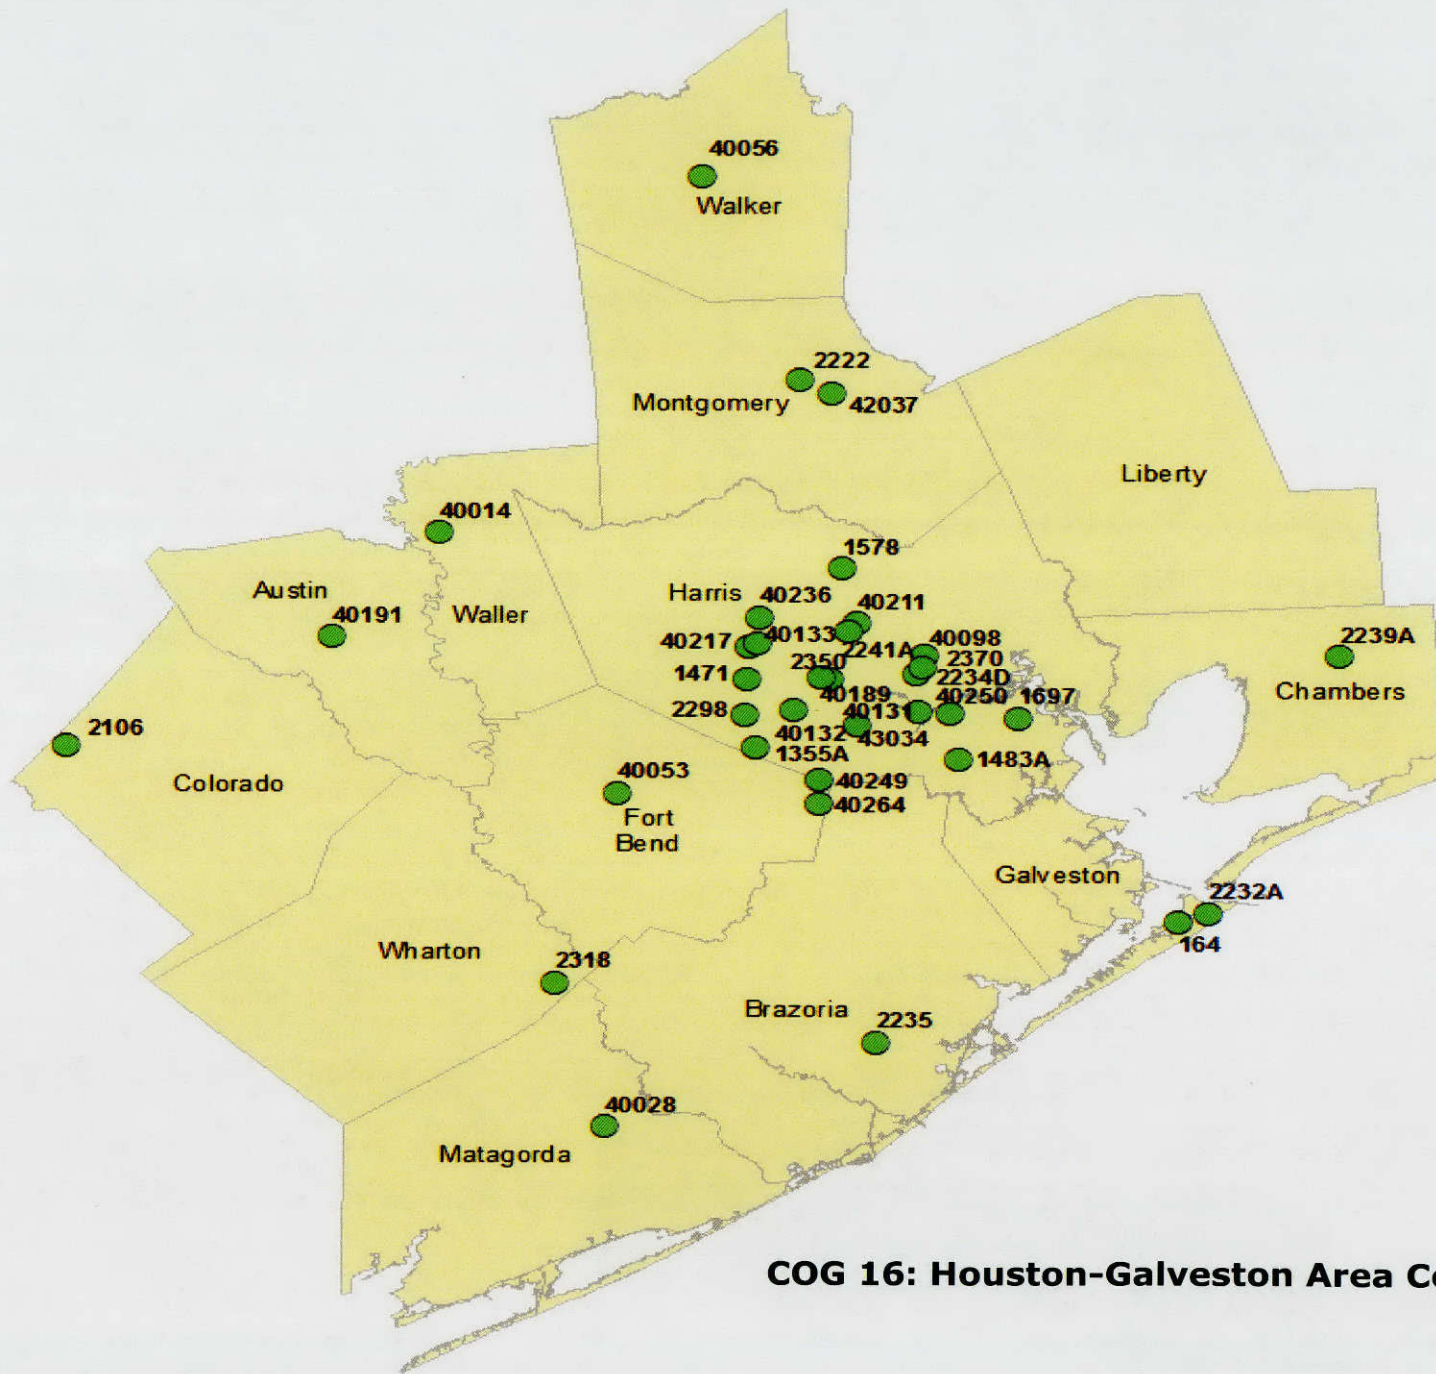 40056
Walker
2222
Montgomery
42037
Liberty
40014
1578
Austin
Harris
40236
40211
40191
Waller
40217
40133
40098
2241A
2239A
1471
2350
2370
2234D
Chambers
2106
2298
40189
40250
1697
40131
40132
43034
1355A
1483A
Colorado
40053
40249
40264
Fort
Bend
Galveston
2232A
164
Wharton
2318
Brazoria
2235
40028
Matagorda
COG 16: Houston-Galveston Area